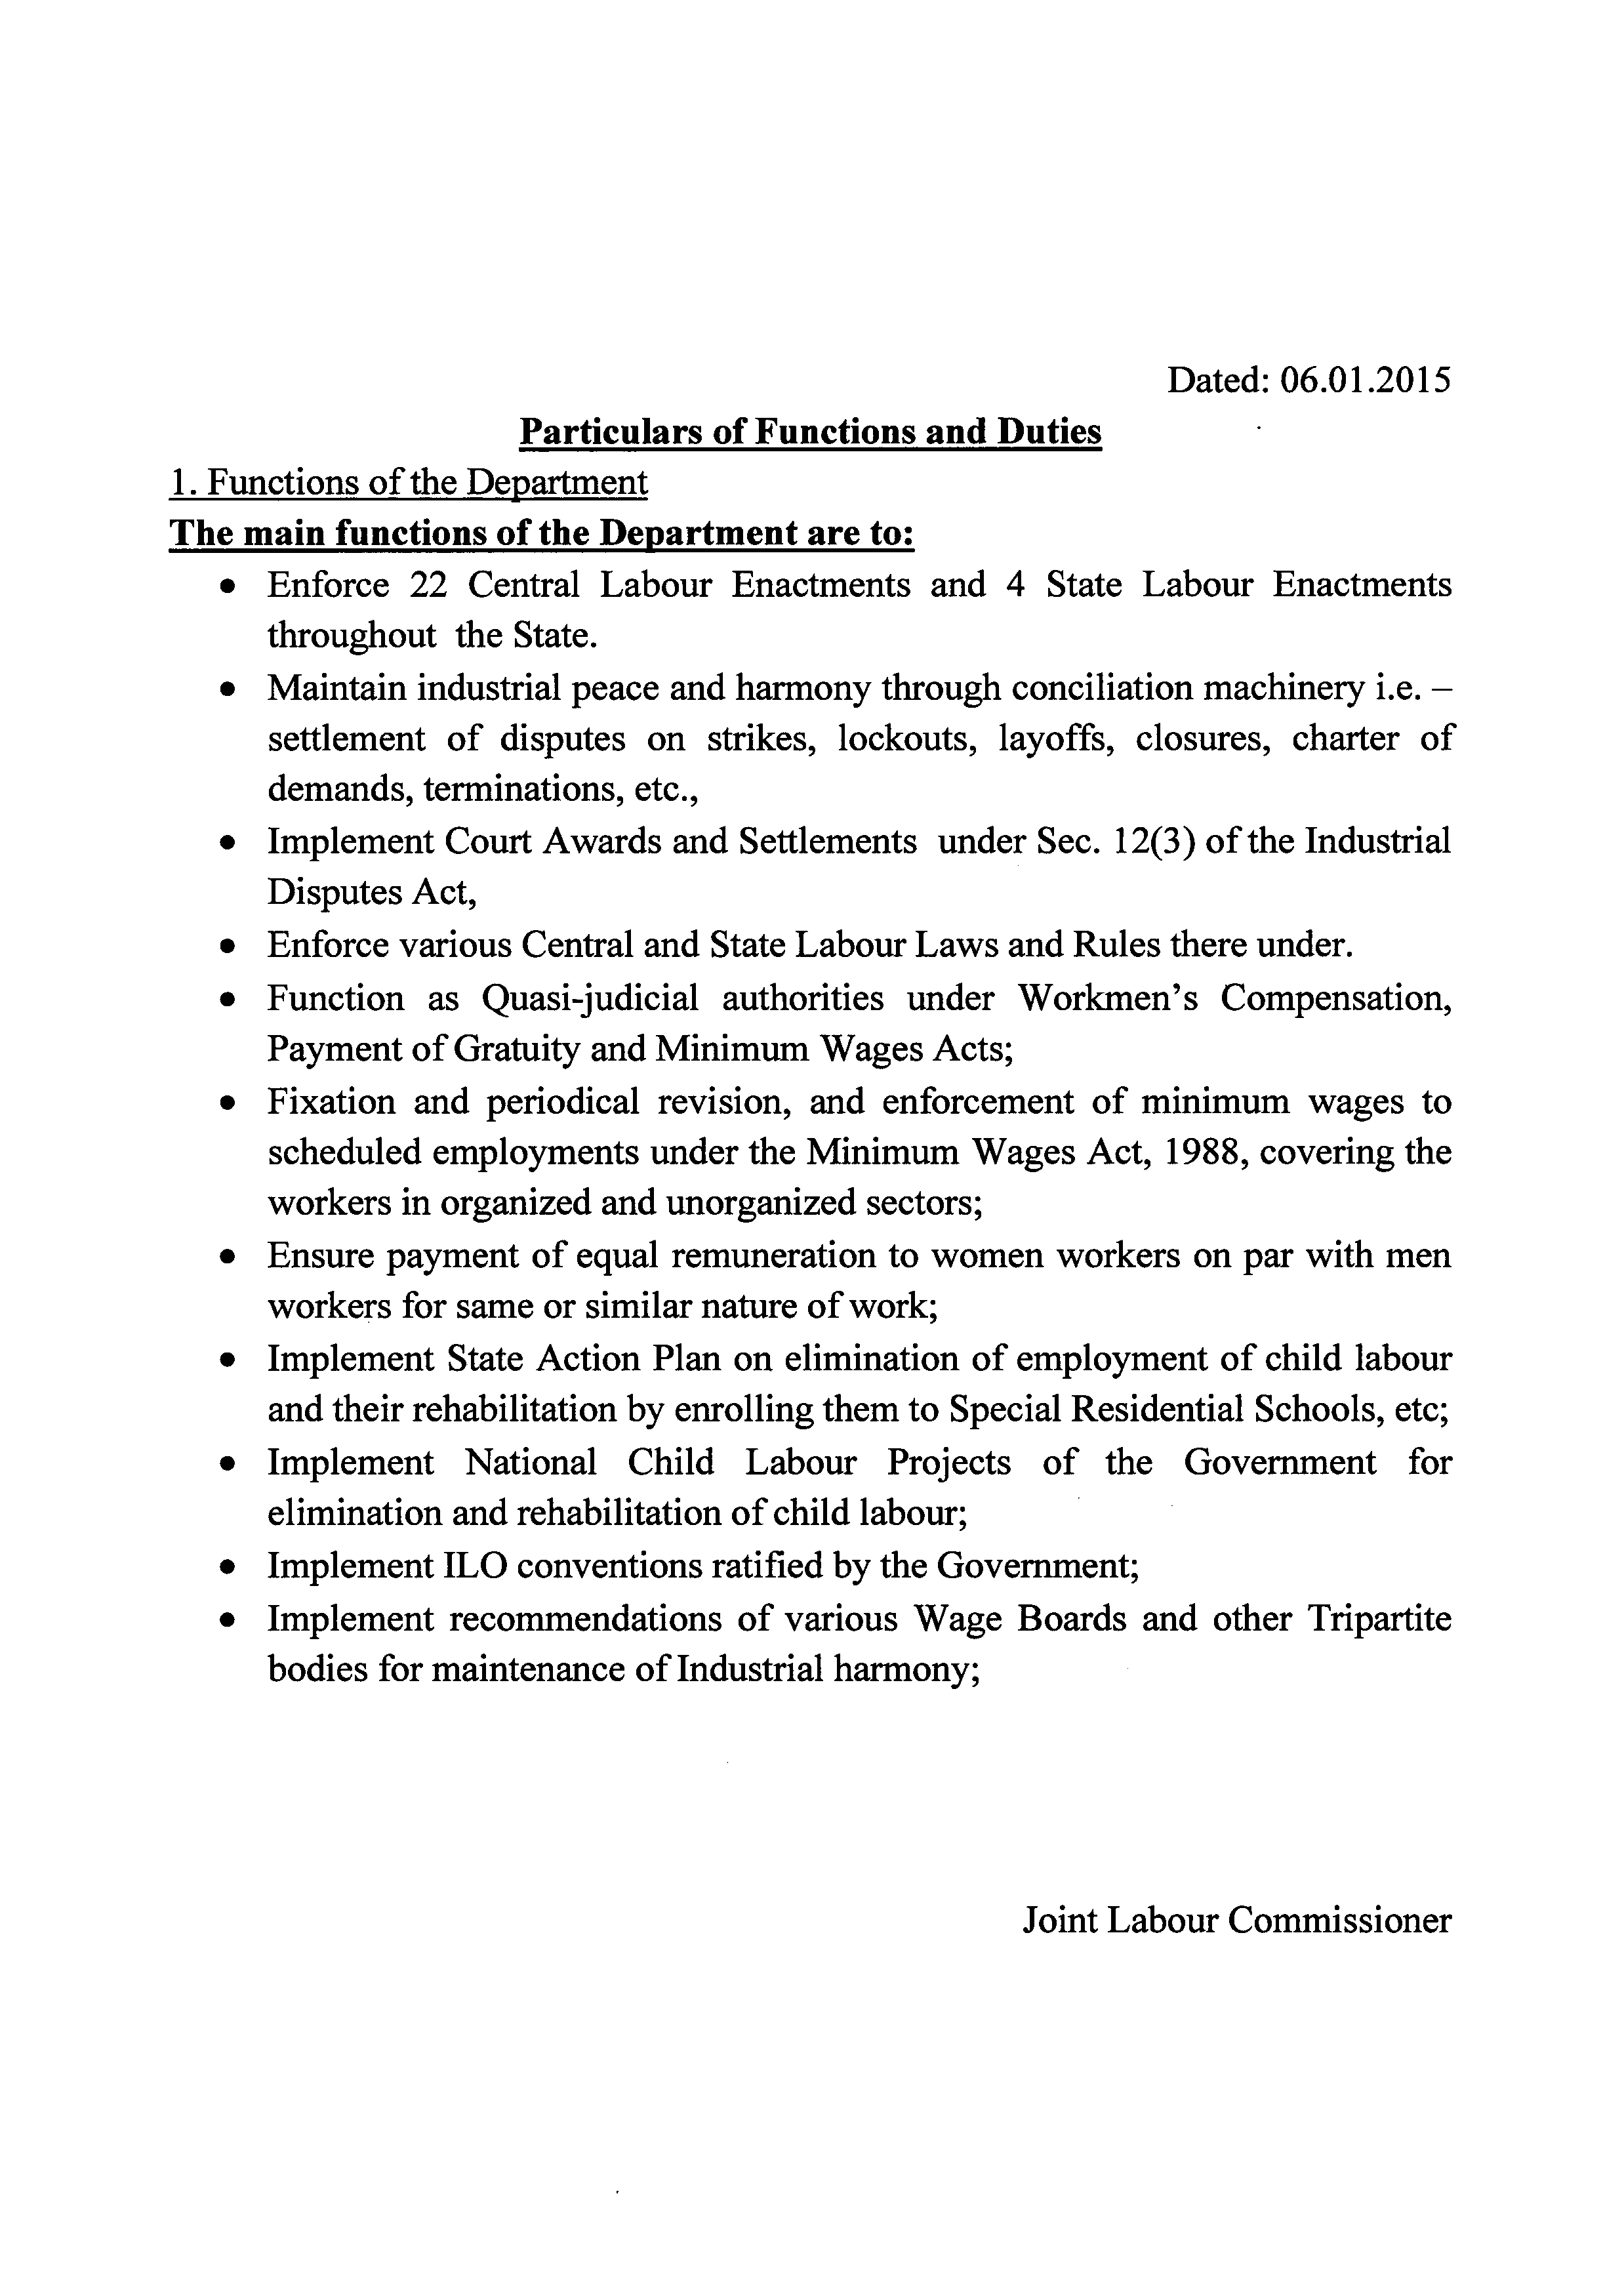 Dated: 06.01.2015
Particulars of Functions and Duties
1. Functions of the Department
The main functions of the Department are to:
• Enforce 22 Central Labour Enactments and 4 State Labour Enactments
throughout the State.
• Maintain industrial peace and harmony through conciliation machinery i.e. –
settlement of disputes on strikes, lockouts, layoffs, closures, charter of
demands, terminations, etc.,
• Implement Court Awards and Settlements under Sec. 12(3) of the Industrial
Disputes Act,
• Enforce various Central and State Labour Laws and Rules there under.
• Function as Quasi-judicial authorities under Workmen’s Compensation,
Payment of Gratuity and Minimum Wages Acts;
• Fixation and periodical revision, and enforcement of minimum wages to
scheduled employments under the Minimum Wages Act, 1988, covering the
workers in organized and unorganized sectors;
• Ensure payment of equal remuneration to women workers on par with men
workers for same or similar nature of work;
• Implement State Action Plan on elimination of employment of child labour
and their rehabilitation by enrolling them to Special Residential Schools, etc;
• Implement National Child Labour Projects of the Government for
elimination and rehabilitation of child labour;
• Implement ILO conventions ratified by the Government;
• Implement recommendations of various Wage Boards and other Tripartite
bodies for maintenance of Industrial harmony;
Joint Labour Commissioner